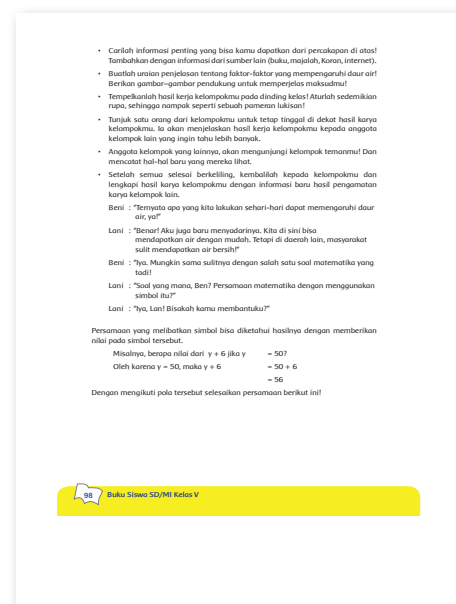 • Carilah informasi penting yang bisa kamu dapatkan dari percakapan di atas!
Tambahkan dengan informasi dari sumber lain (buku, majalah, Koran, internet).
• Buatlah uraian penjelasan tentang faktor-faktor yang mempengaruhi daur air!
Berikan gambar–gambar pendukung untuk memperjelas maksudmu!
• Tempelkanlah hasil kerja kelompokmu pada dinding kelas! Aturlah sedemikian
rupa, sehingga nampak seperti sebuah pameran lukisan!
• Tunjuk satu orang dari kelompokmu untuk tetap tinggal di dekat hasil karya
kelompokmu. Ia akan menjelaskan hasil kerja kelompokmu kepada anggota
kelompok lain yang ingin tahu lebih banyak.
• Anggota kelompok yang lainnya, akan mengunjungi kelompok temanmu! Dan
mencatat hal-hal baru yang mereka lihat.
• Setelah semua selesai berkeliling, kembalilah kepada kelompokmu dan
lengkapi hasil karya kelompokmu dengan informasi baru hasil pengamatan
karya kelompok lain.
Beni : “Ternyata apa yang kita lakukan sehari-hari dapat memengaruhi daur
air, ya!”
Lani : “Benar! Aku juga baru menyadarinya. Kita di sini bisa
mendapatkan air dengan mudah. Tetapi di daerah lain, masyarakat
sulit mendapatkan air bersih!”
Beni : “Iya. Mungkin sama sulitnya dengan salah satu soal matematika yang
tadi!
Lani : “Soal yang mana, Ben? Persamaan matematika dengan menggunakan
simbol itu?”
Lani : “Iya, Lan! Bisakah kamu membantuku?”
Persamaan yang melibatkan simbol bisa diketahui hasilnya dengan memberikan
nilai pada simbol tersebut.
Misalnya, berapa nilai dari y + 6 jika y = 50?
Oleh karena y = 50, maka y + 6 = 50 + 6
= 56
Dengan mengikuti pola tersebut selesaikan persamaan berikut ini!
98 Buku Siswa SD/MI Kelas V